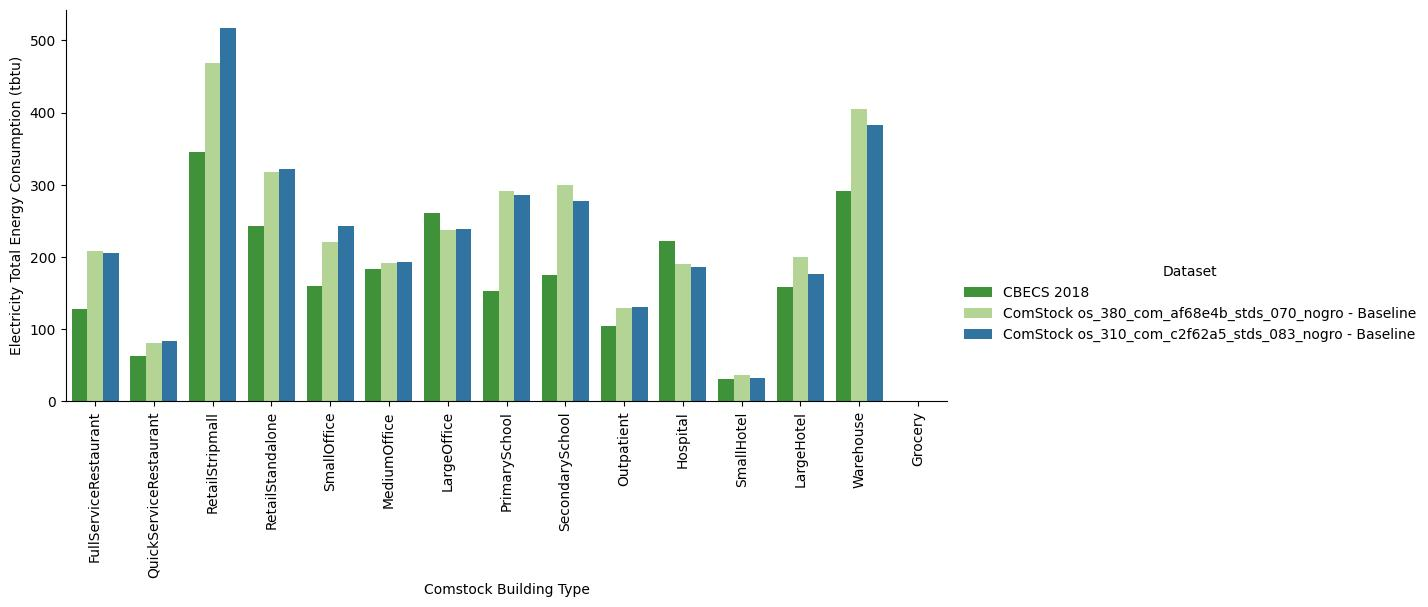 Electricity Total Energy Consumption (tbtu)
500
400
300
200
100
0
FullServiceRestaurant
QuickServiceRestaurant
RetailStripmall
RetailStandalone
SmallOffice
MediumOffice
LargeOffice
PrimarySchool
SecondarySchool
Outpatient
Hospital
SmallHotel
LargeHotel
Warehouse
Grocery
Comstock Building Type
Dataset
CBECS 2018
ComStock os_380_com_af68e4b_stds_070_nogro - Baseline
ComStock os_310_com_c2f62a5_stds_083_nogro - Baseline